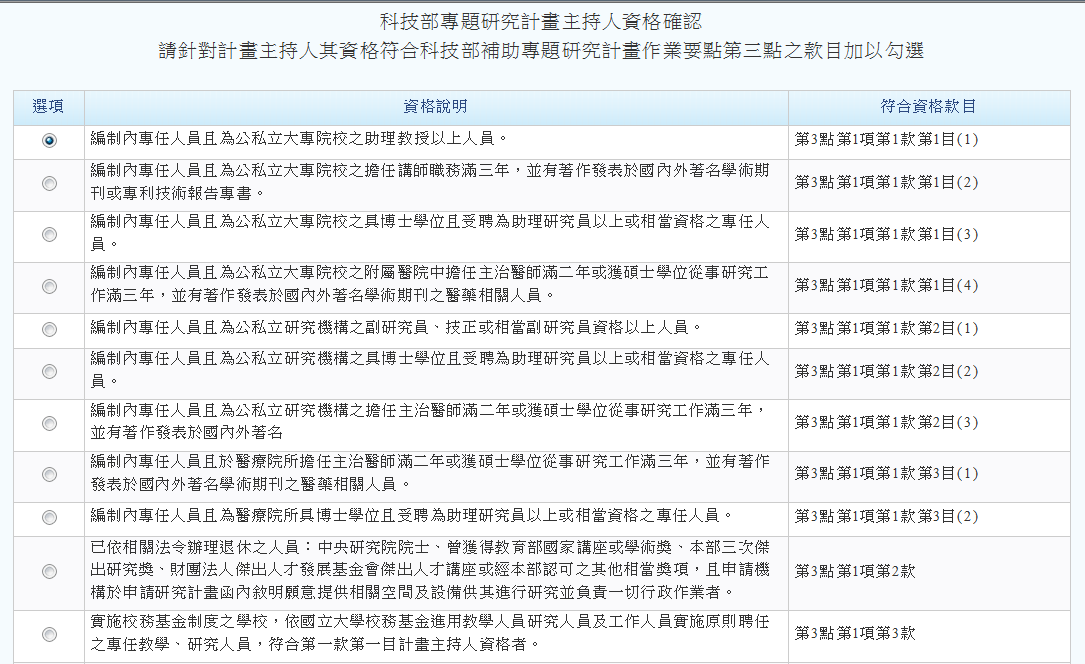 科技部專題研究計畫主持人資格確認
請針對計畫主持人其資格符合科技部補助專題研究計畫作業要點第三點之款目加以勾選
選項 資格說明 符合資格款目
編制內專任人員且為公私立大專院校之助理教授以上人員。 第3點第1項第1款第1目(1)
編制內專任人員且為公私立大專院校之擔任講師職務滿三年，並有著作發表於國內外著名學術期
刊或專利技術報告專書。 第3點第1項第1款第1目(2)
編制內專任人員且為公私立大專院校之具博士學位且受聘為助理研究員以上或相當資格之專任人
員。 第3點第1項第1款第1目(3)
編制內專任人員且為公私立大專院校之附屬醫院中擔任主治醫師滿二年或獲碩士學位從事研究工
作滿三年，並有著作發表於國內外著名學術期刊之醫藥相關人員。 第3點第1項第1款第1目(4)
編制內專任人員且為公私立研究機構之副研究員、技正或相當副研究員資格以上人員。 第3點第1項第1款第2目(1)
編制內專任人員且為公私立研究機構之具博士學位且受聘為助理研究員以上或相當資格之專任人
員。 第3點第1項第1款第2目(2)
編制內專任人員且為公私立研究機構之擔任主治醫師滿二年或獲碩士學位從事研究工作滿三年，
並有著作發表於國內外著名 第3點第1項第1款第2目(3)
編制內專任人員且於醫療院所擔任主治醫師滿二年或獲碩士學位從事研究工作滿三年，並有著作
發表於國內外著名學術期刊之醫藥相關人員。 第3點第1項第1款第3目(1)
編制內專任人員且為醫療院所具博士學位且受聘為助理研究員以上或相當資格之專任人員。 第3點第1項第1款第3目(2)
已依相關法令辦理退休之人員：中央研究院院士、曾獲得教育部國家講座或學術獎、本部三次傑
出研究獎、財團法人傑出人才發展基金會傑出人才講座或經本部認可之其他相當獎項，且申請機
構於申請研究計畫函內敘明願意提供相關空間及設備供其進行研究並負責一切行政作業者。 第3點第1項第2款
實施校務基金制度之學校，依國立大學校務基金進用教學人員研究人員及工作人員實施原則聘任
之專任教學、研究人員，符合第一款第一目計畫主持人資格者。 第3點第1項第3款